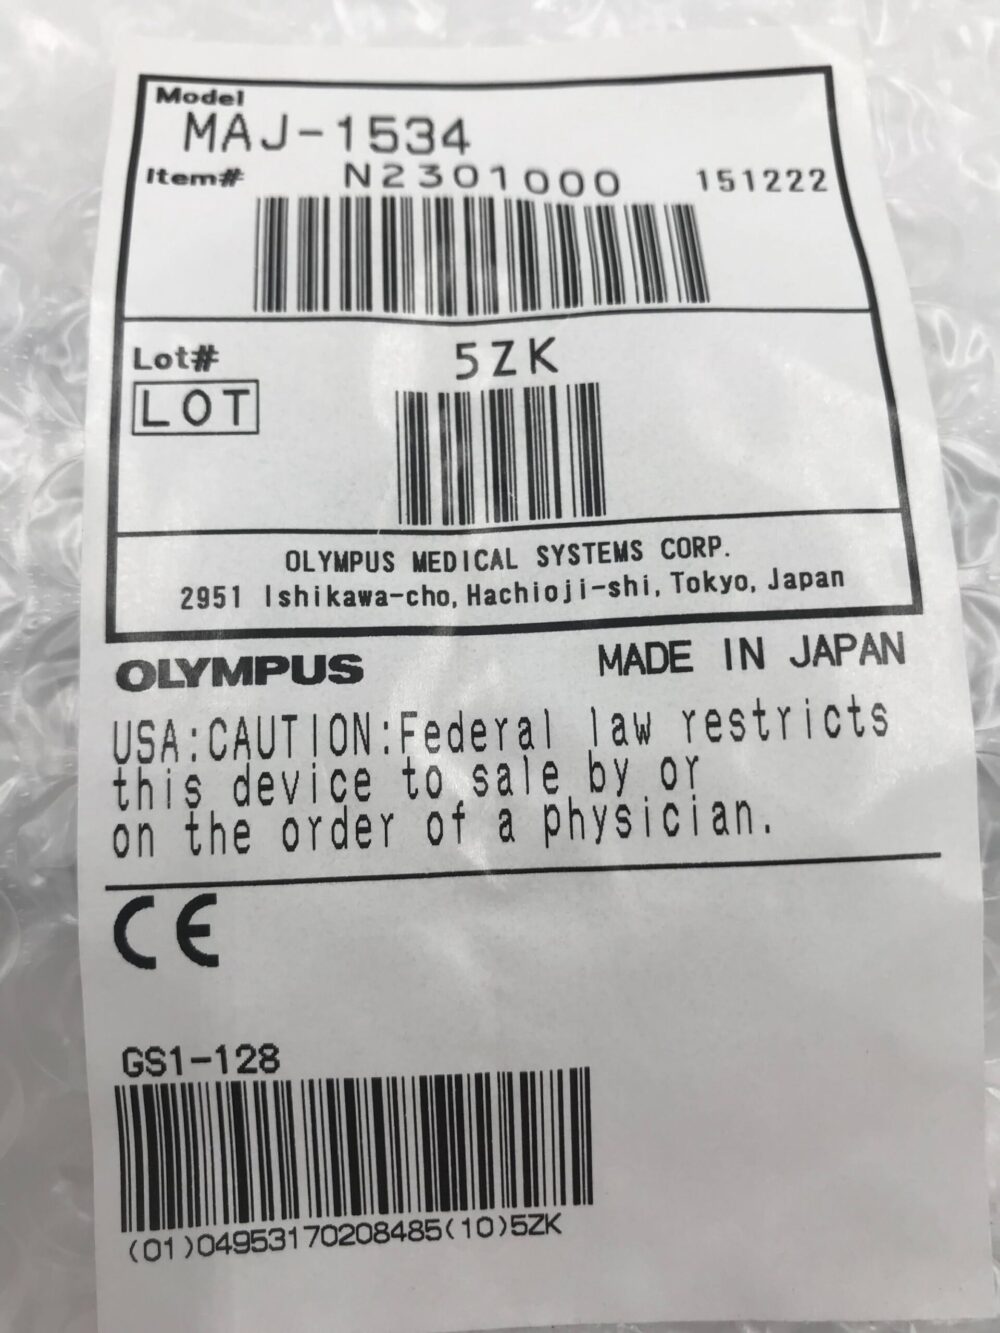 Model
MAJ-1534
Item# N2301000 151222
Lot# 5ZK
LOT
OLYMPUS MEDICAL SYSTEMS CORP.
2951 Ishikawa-cho, Hachioji-shi, Tokyo, Japan
OLYMPUS MADE IN JAPAN
USA:CAUTION:Federal law restricts
this device to sale by or
on the order of a physician.
CE
GS1-128
(01)04953170208485(10)5ZK